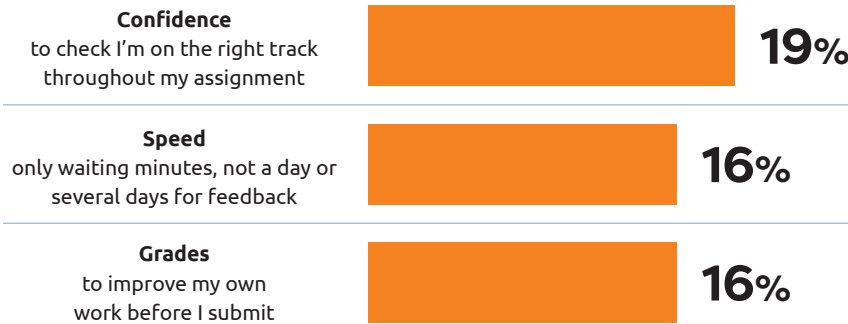 Confidence
to check I'm on the right track
throughout my assignment
19%
Speed
only waiting minutes, not a day or
several days for feedback
16%
Grades
to improve my own
work before I submit
16%